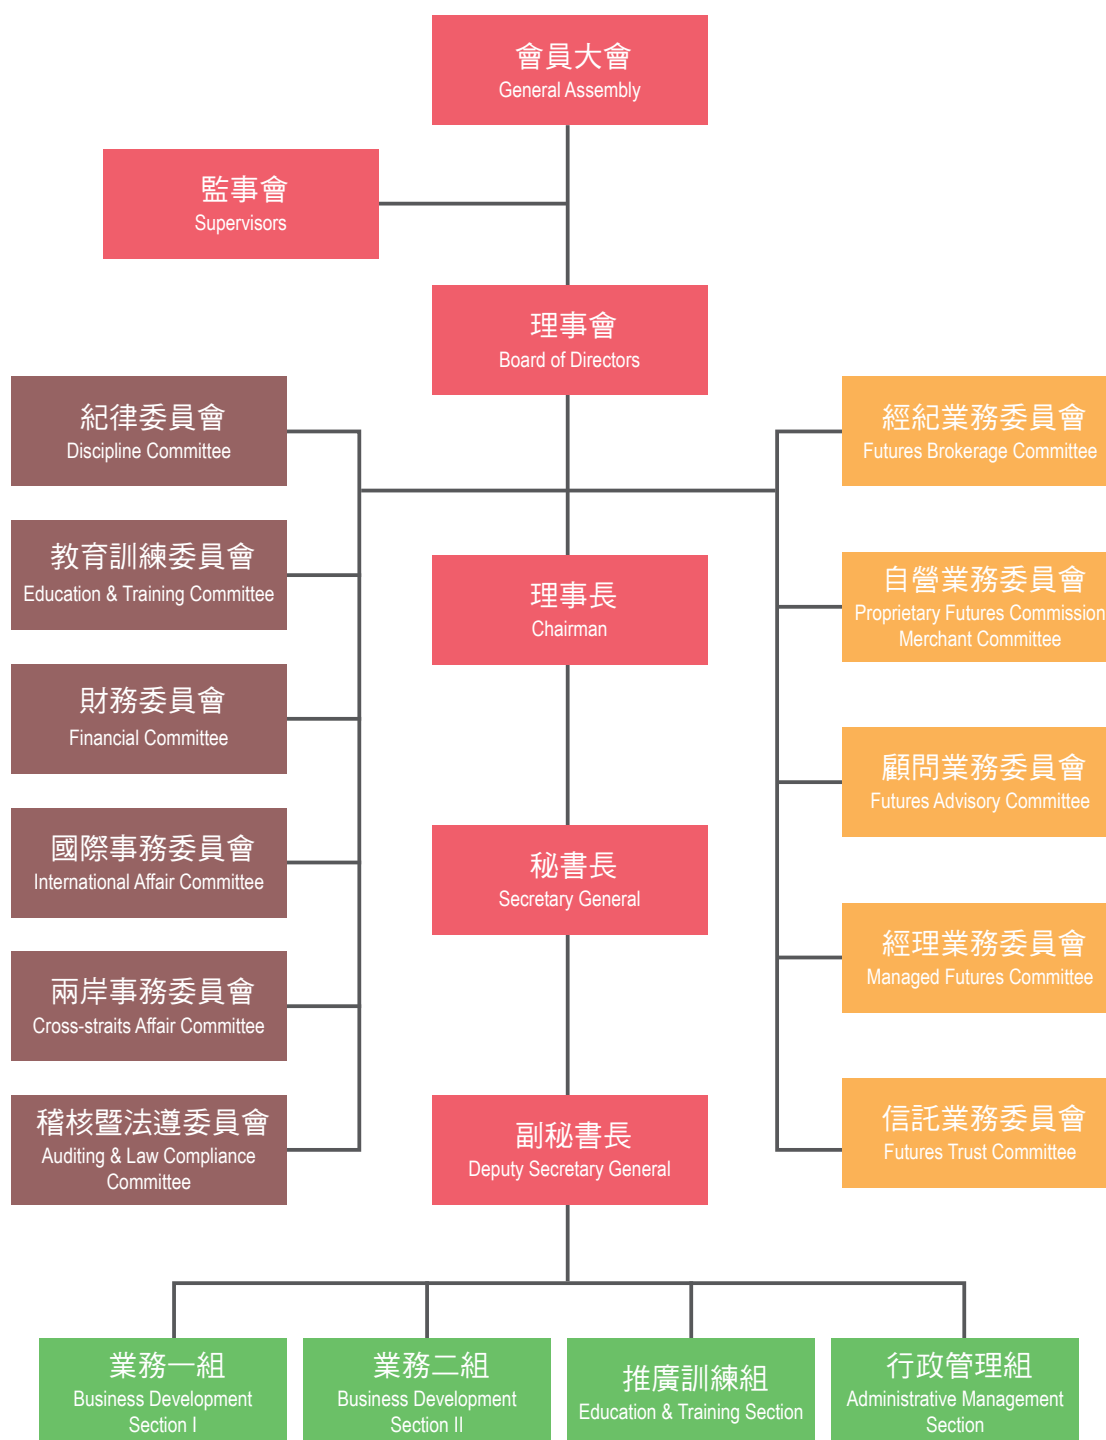 會員大會
General Assembly
監事會
Supervisors
理事會
Board of Directors
紀律委員會
Discipline Committee
教育訓練委員會
Education & Training Committee
財務委員會
Financial Committee
國際事務委員會
International Affair Committee
兩岸事務委員會
Cross-straits Affair Committee
稽核暨法遵委員會
Auditing & Law Compliance
Committee
理事長
Chairman
秘書長
Secretary General
副秘書長
Deputy Secretary General
經紀業務委員會
Futures Brokerage Committee
自營業務委員會
Proprietary Futures Commission
Merchant Committee
顧問業務委員會
Futures Advisory Committee
經理業務委員會
Managed Futures Committee
信託業務委員會
Futures Trust Committee
業務一組
Business Development
Section I
業務二組
Business Development
Section II
推廣訓練組
Education & Training Section
行政管理組
Administrative Management
Section